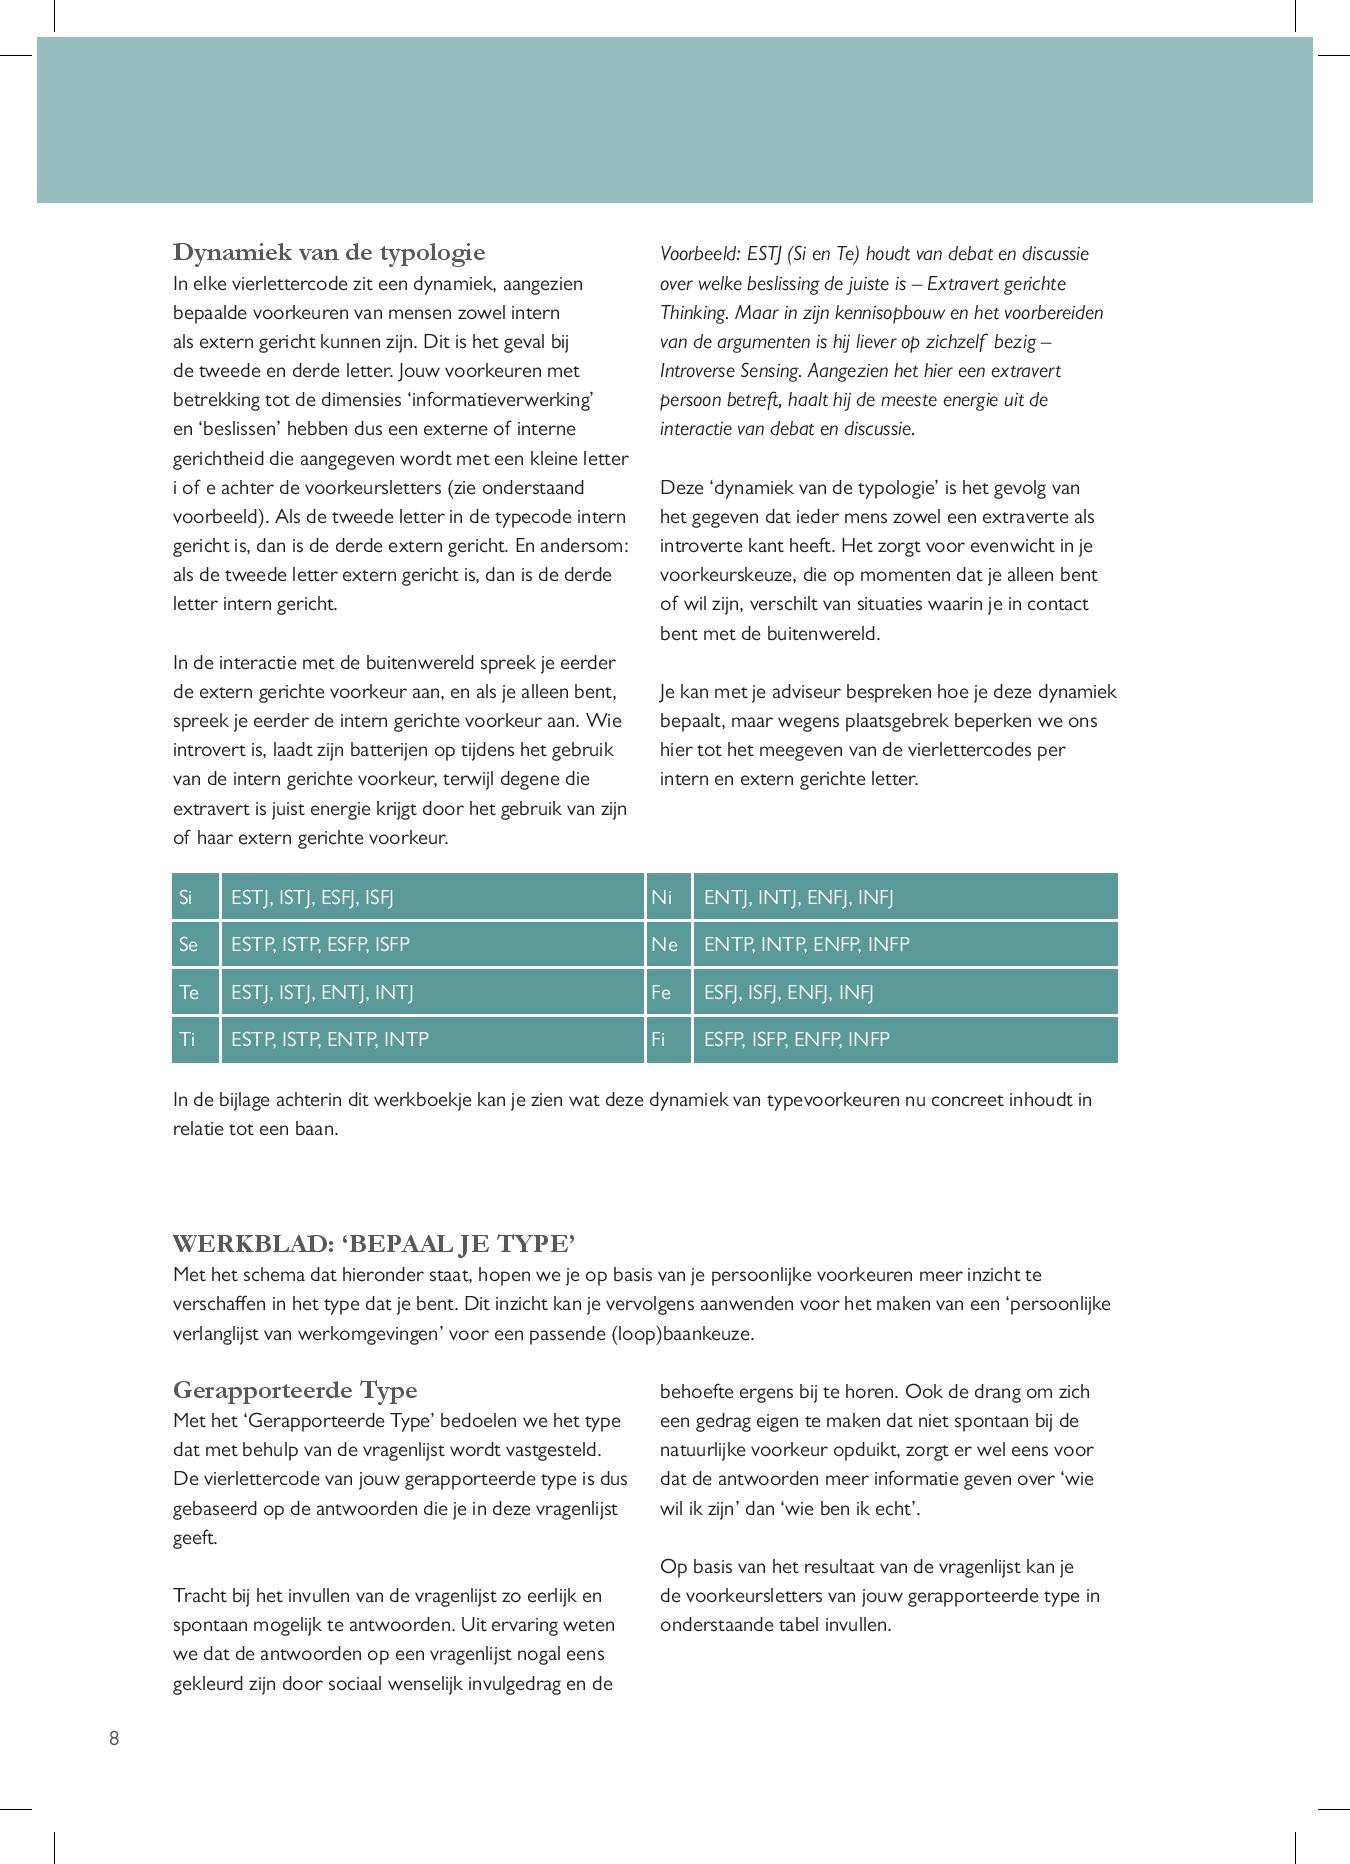 Dynamiek van de typologie
In elke vierlettercode zit een dynamiek, aangezien
bepaalde voorkeuren van mensen zowel intern
als extern gericht kunnen zijn. Dit is het geval bij
de tweede en derde letter. Jouw voorkeuren met
betrekking tot de dimensies ‘informatieverwerking’
en ‘beslissen’ hebben dus een externe of interne
gerichtheid die aangegeven wordt met een kleine letter
i of e achter de voorkeursletters (zie onderstaand
voorbeeld). Als de tweede letter in de typecode intern
gericht is, dan is de derde extern gericht. En andersom:
als de tweede letter extern gericht is, dan is de derde
letter intern gericht.
In de interactie met de buitenwereld spreek je eerder
de extern gerichte voorkeur aan, en als je alleen bent,
spreek je eerder de intern gerichte voorkeur aan. Wie
introvert is, laadt zijn batterijen op tijdens het gebruik
van de intern gerichte voorkeur, terwijl degene die
extravert is juist energie krijgt door het gebruik van zijn
of haar extern gerichte voorkeur.
Voorbeeld: ESTJ (Si en Te) houdt van debat en discussie
over welke beslissing de juiste is – Extravert gerichte
Thinking. Maar in zijn kennisopbouw en het voorbereiden
van de argumenten is hij liever op zichzelf bezig –
Introverse Sensing. Aangezien het hier een extravert
persoon betreft, haalt hij de meeste energie uit de
interactie van debat en discussie.
Deze ‘dynamiek van de typologie’ is het gevolg van
het gegeven dat ieder mens zowel een extraverte als
introverte kant heeft. Het zorgt voor evenwicht in je
voorkeurskeuze, die op momenten dat je alleen bent
of wil zijn, verschilt van situaties waarin je in contact
bent met de buitenwereld.
Je kan met je adviseur bespreken hoe je deze dynamiek
bepaalt, maar wegens plaatsgebrek beperken we ons
hier tot het meegeven van de vierlettercodes per
intern en extern gerichte letter.
Si ESTJ, ISTJ, ESFJ, ISFJ Ni ENTJ, INTJ, ENFJ, INFJ
Se ESTP, ISTP, ESFP, ISFP Ne ENTP, INTP, ENFP, INFP
Te ESTJ, ISTJ, ENTJ, INTJ Fe ESFJ, ISFJ, ENFJ, INFJ
Ti ESTP, ISTP, ENTP, INTP Fi ESFP, ISFP, ENFP, INFP
In de bijlage achterin dit werkboekje kan je zien wat deze dynamiek van typevoorkeuren nu concreet inhoudt in
relatie tot een baan.
WERKBLAD: ‘BEPAAL JE TYPE’
Met het schema dat hieronder staat, hopen we je op basis van je persoonlijke voorkeuren meer inzicht te
verschaffen in het type dat je bent. Dit inzicht kan je vervolgens aanwenden voor het maken van een ‘persoonlijke
verlanglijst van werkomgevingen’ voor een passende (loop)baankeuze.
Gerapporteerde Type
Met het ‘Gerapporteerde Type’ bedoelen we het type
dat met behulp van de vragenlijst wordt vastgesteld.
De vierlettercode van jouw gerapporteerde type is dus
gebaseerd op de antwoorden die je in deze vragenlijst
geeft.
Tracht bij het invullen van de vragenlijst zo eerlijk en
spontaan mogelijk te antwoorden. Uit ervaring weten
we dat de antwoorden op een vragenlijst nogal eens
gekleurd zijn door sociaal wenselijk invulgedrag en de
behoefte ergens bij te horen. Ook de drang om zich
een gedrag eigen te maken dat niet spontaan bij de
natuurlijke voorkeur opduikt, zorgt er wel eens voor
dat de antwoorden meer informatie geven over ‘wie
wil ik zijn’ dan ‘wie ben ik echt’.
Op basis van het resultaat van de vragenlijst kan je
de voorkeursletters van jouw gerapporteerde type in
onderstaande tabel invullen.
8